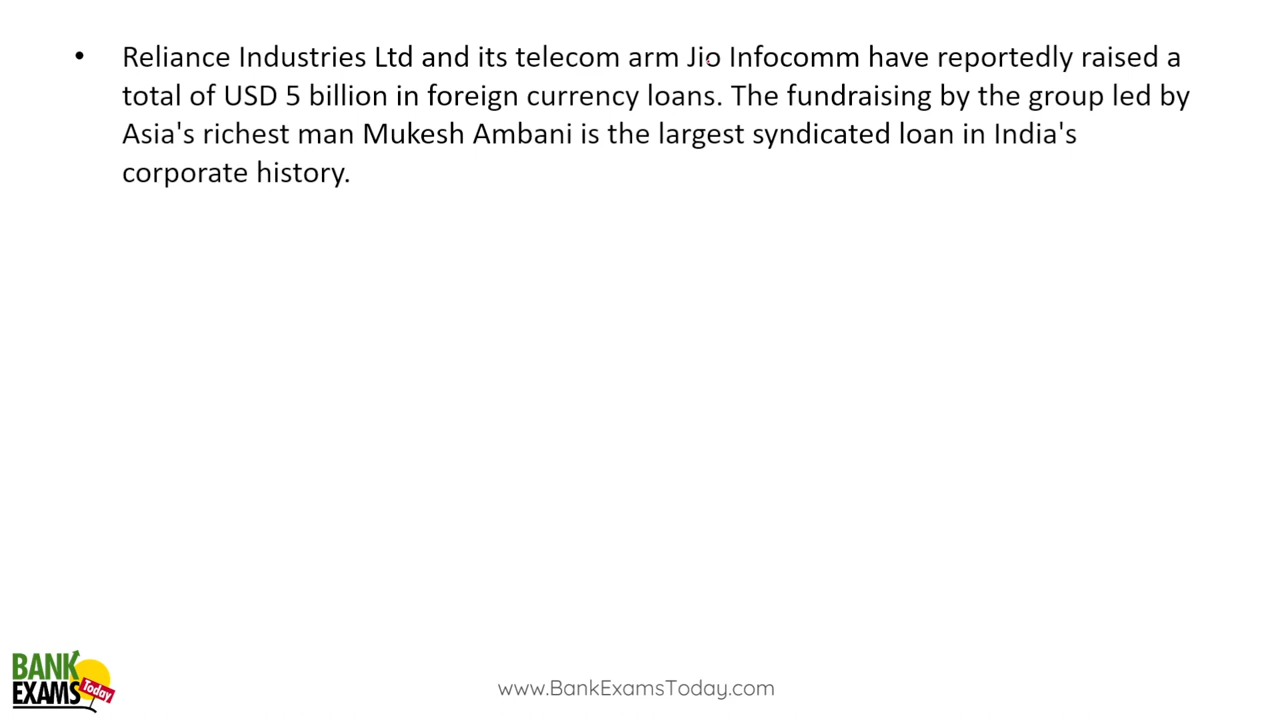 • Reliance Industries Ltd and its telecom arm Jio Infocomm have reportedly raised a
total of USD 5 billion in foreign currency loans. The fundraising by the group led by
Asia's richest man Mukesh Ambani is the largest syndicated loan in India's
corporate history.
BANK
EXAMS
Today
www.BankExamsToday.com